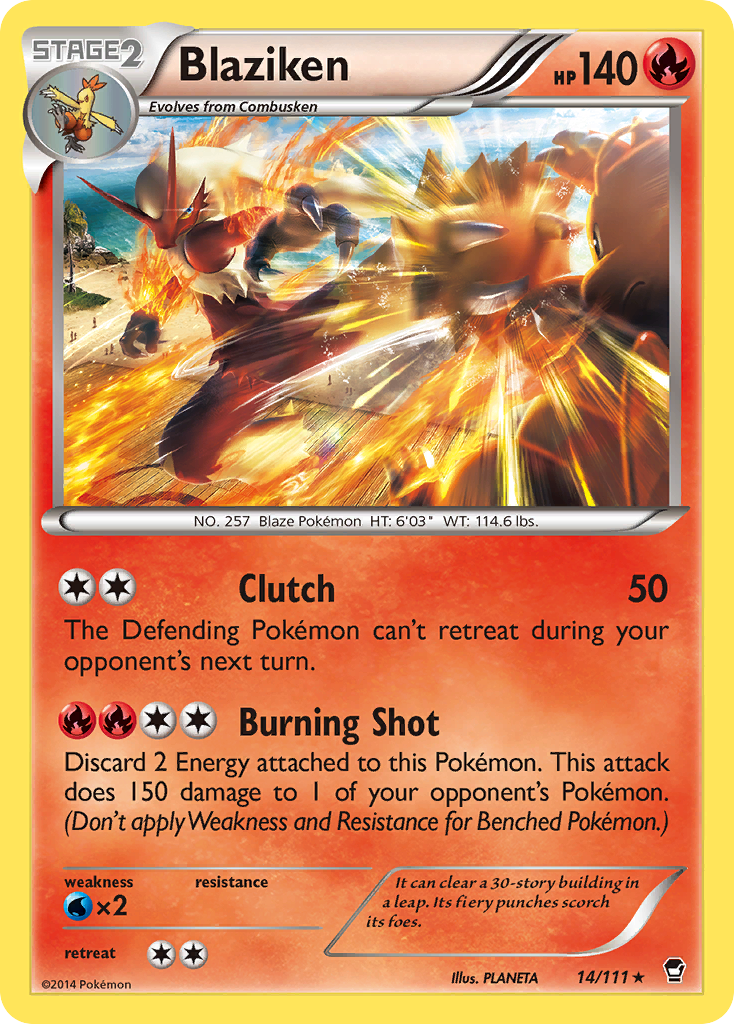 STAGE2
Blaziken
HP140
Evolves from Combusken
NO. 257 Blaze Pokémon HT: 6'03" WT: 114.6 lbs.
Clutch 50
The Defending Pokémon can't retreat during your
opponent's next turn.
Burning Shot
Discard 2 Energy attached to this Pokémon. This attack
does 150 damage to 1 of your opponent's Pokémon.
(Don't apply Weakness and Resistance for Benched Pokémon.)
weakness resistance
×2
It can clear a 30-story building in
a leap. Its fiery punches scorch
its foes.
retreat
©2014 Pokémon
Illus. PLANETA
14/111 ★